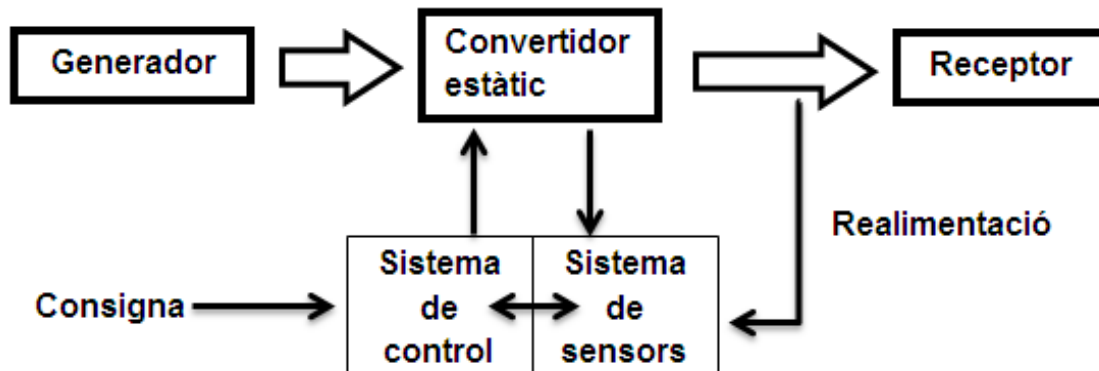 Generador
Convertidor
estàtic
Receptor
Realimentació
Consigna
Sistema
de
control
Sistema
de
sensors